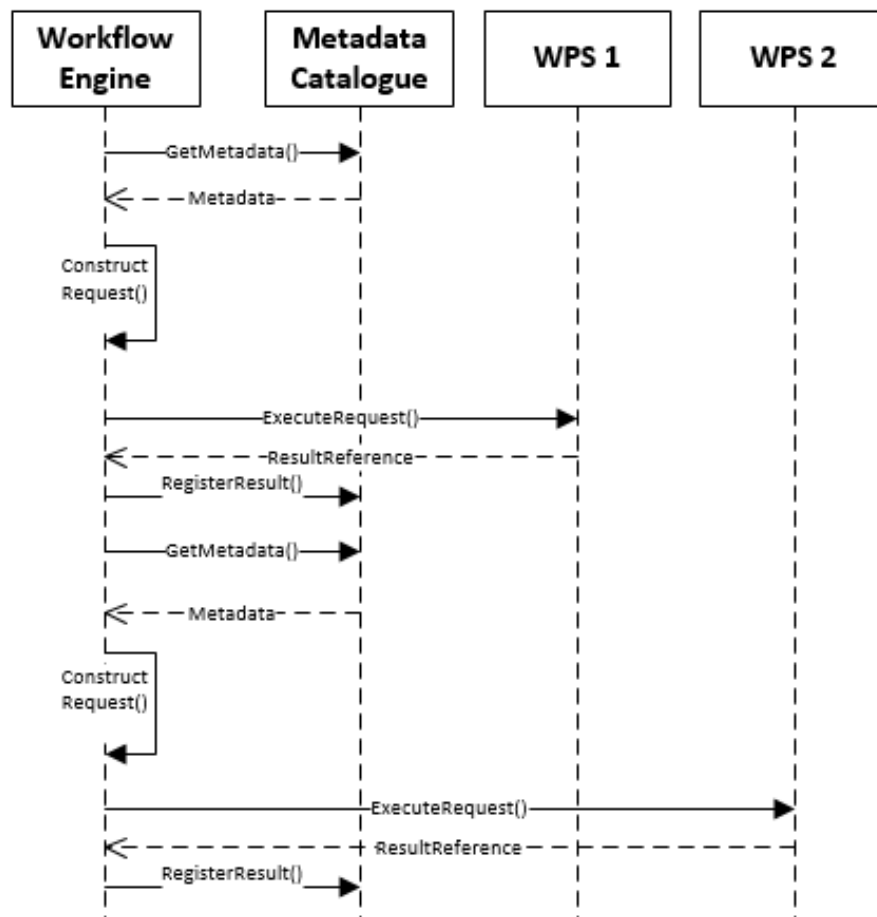 Workflow
Engine
Metadata
Catalogue
WPS 1
WPS 2
GetMetadata()
Metadata
Construct
Request()
ExecuteRequest()
ResultReference
RegisterResult()
GetMetadata()
Metadata
Construct
Request()
ExecuteRequest()
ResultReference
RegisterResult()